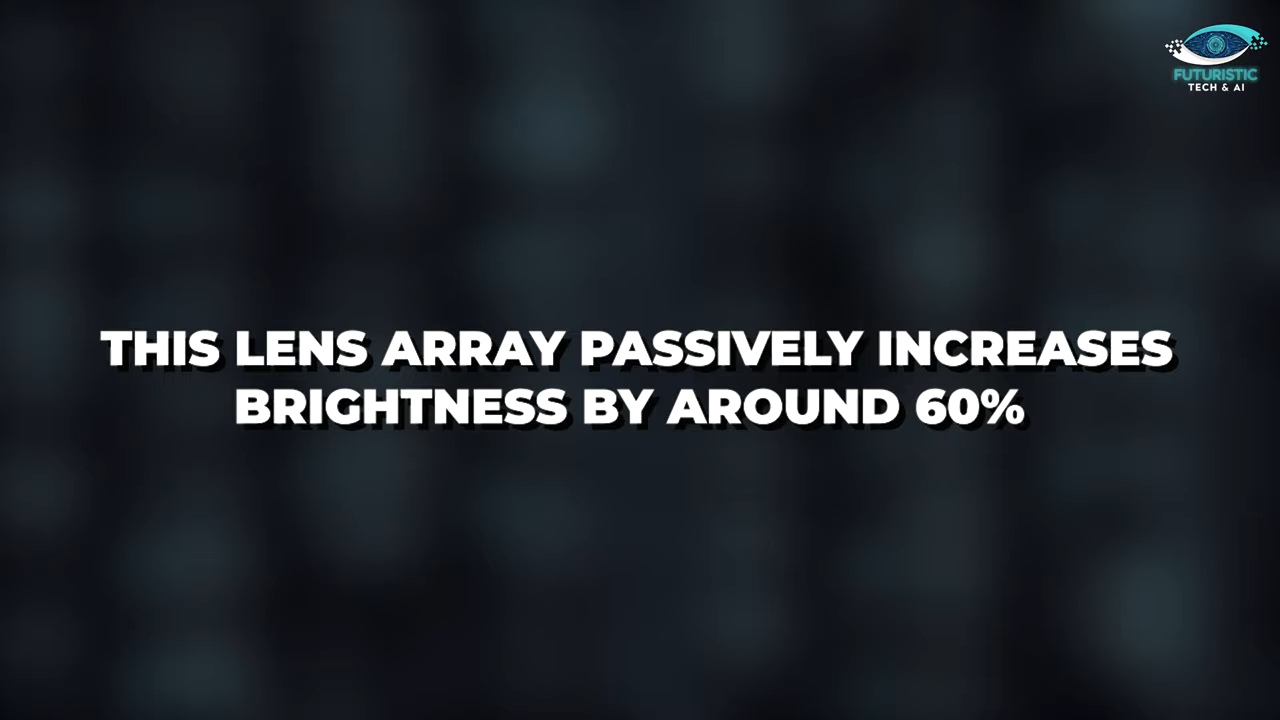 FUTURISTIC
TECH & AI
THIS LENS ARRAY PASSIVELY INCREASES
BRIGHTNESS BY AROUND 60%